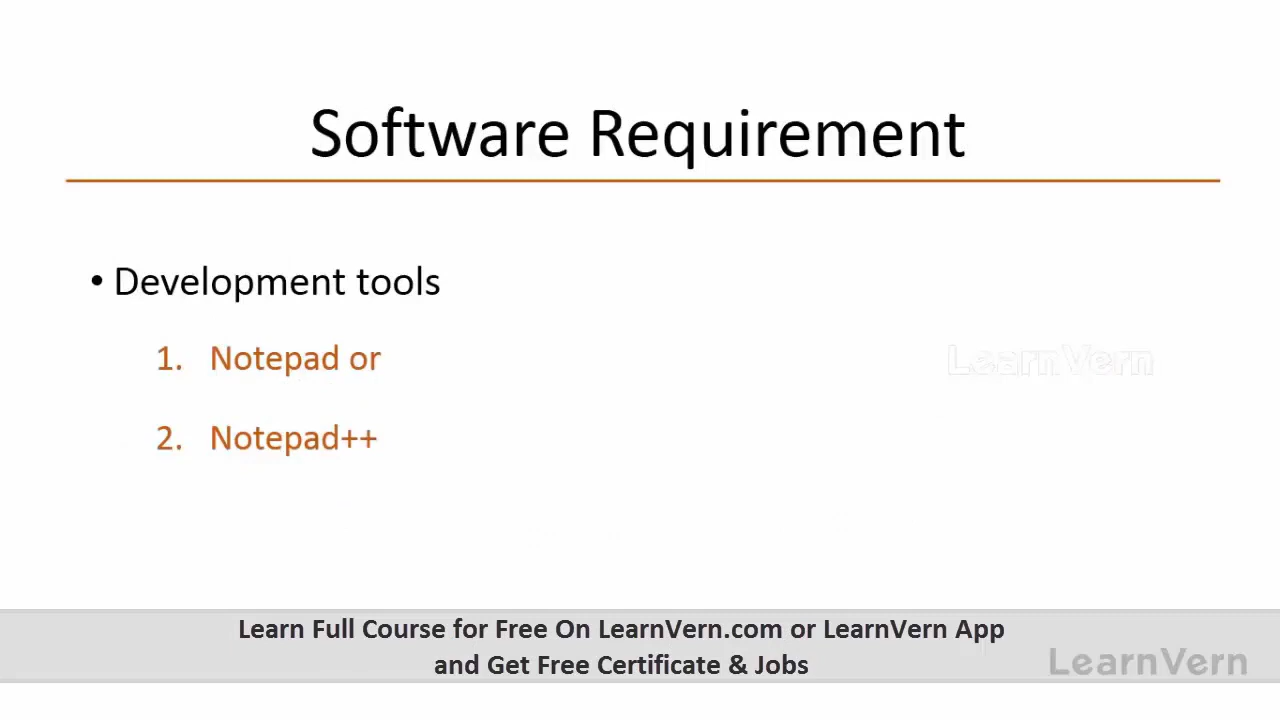 Software Requirement
• Development tools
1. Notepad or
LearnVern
2. Notepad++
Learn Full Course for Free On LearnVern.com or LearnVern App
and Get Free Certificate & Jobs
LearnVern